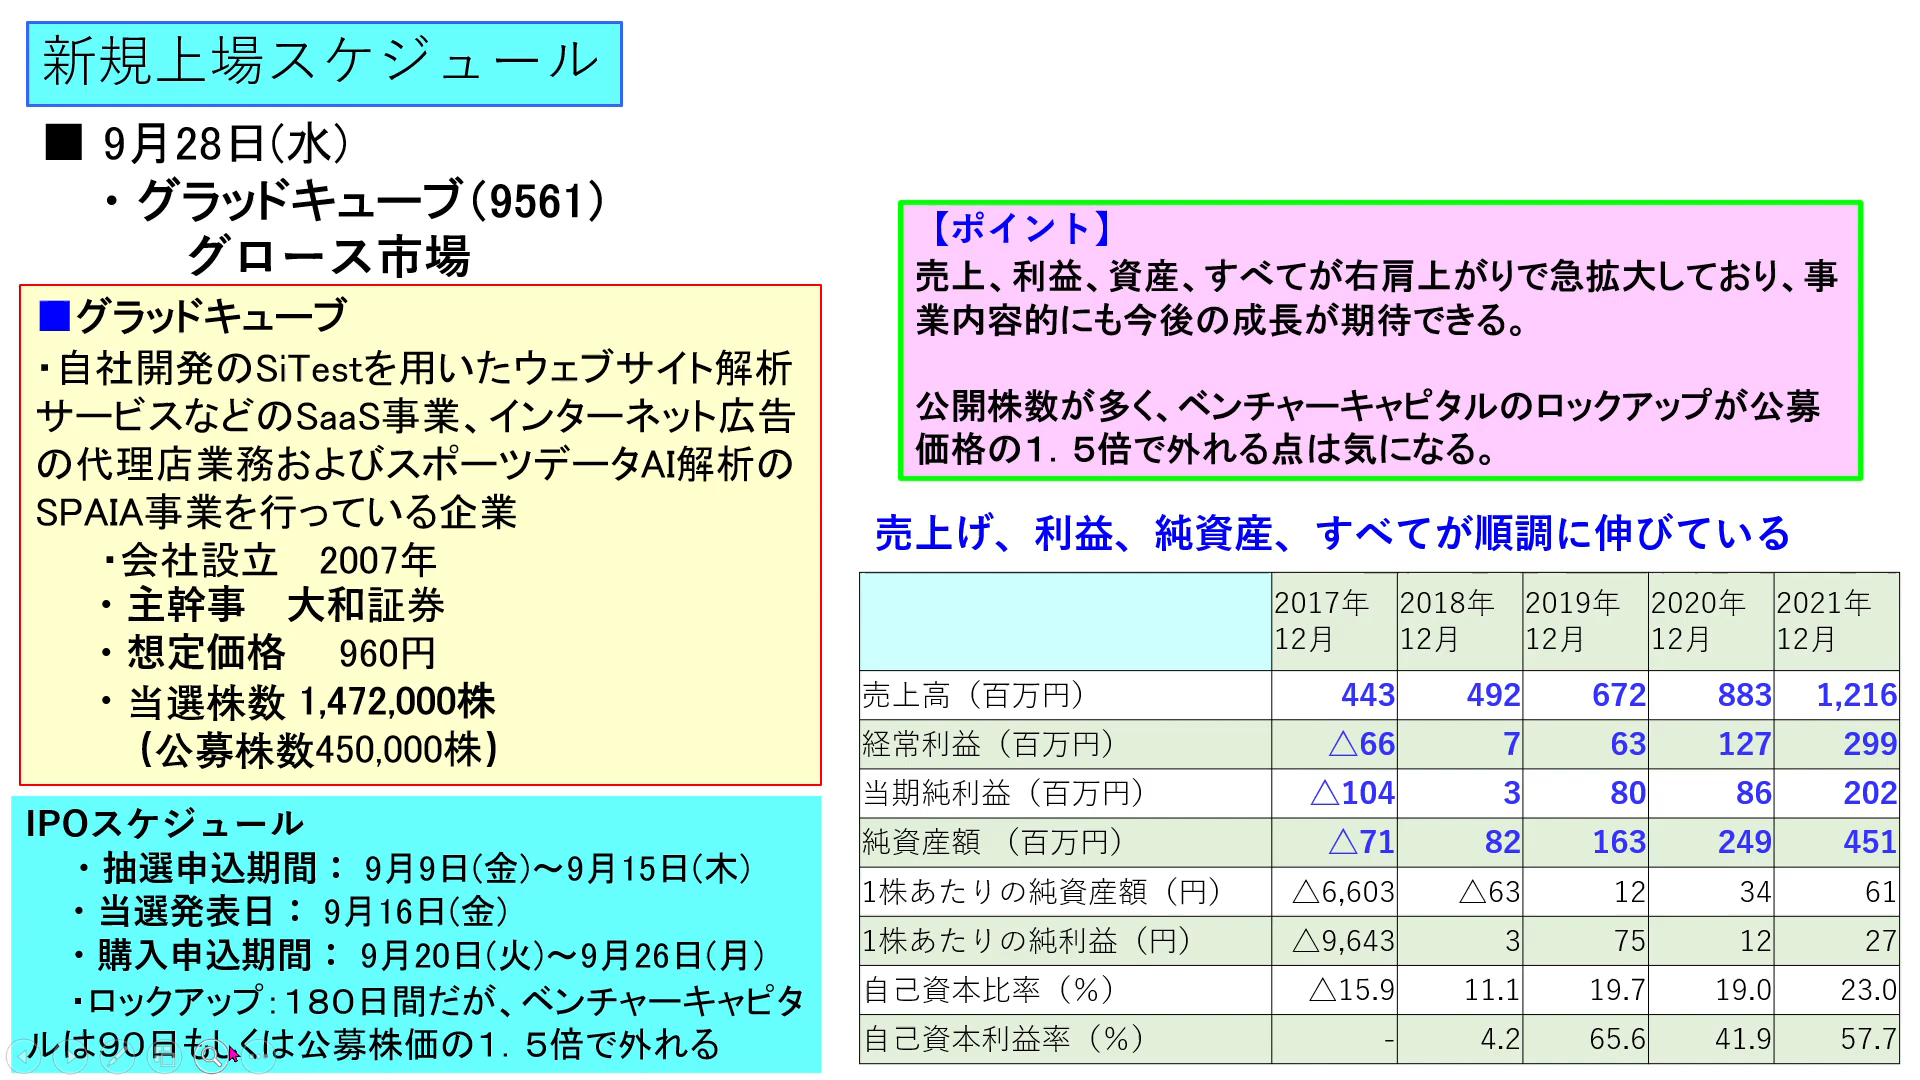 新規上場スケジュール
■ 9月28日(水)
・グラッドキューブ(9561)
グロース市場
■グラッドキューブ
・自社開発のSiTestを用いたウェブサイト解析
サービスなどのSaaS事業、インターネット広告
の代理店業務およびスポーツデータAI解析の
SPAIA事業を行っている企業
・会社設立　2007年
・主幹事　大和証券
・想定価格　960円
・当選株数 1,472,000株
(公募株数450,000株)
IPOスケジュール
・抽選申込期間： 9月9日(金)～9月15日(木)
・当選発表日： 9月16日(金)
・購入申込期間： 9月20日(火)～9月26日(月)
・ロックアップ：１８０日間だが、ベンチャーキャピタ
ルは９０日もしくは公募株価の１．５倍で外れる
【ポイント】
売上、利益、資産、すべてが右肩上がりで急拡大しており、事
業内容的にも今後の成長が期待できる。
公開株数が多く、ベンチャーキャピタルのロックアップが公募
価格の１．５倍で外れる点は気になる。
売上げ、利益、純資産、すべてが順調に伸びている
2017年12月 2018年12月 2019年12月 2020年12月 2021年12月
売上高（百万円） 443 492 672 883 1,216
経常利益（百万円） △66 7 63 127 299
当期純利益（百万円） △104 3 80 86 202
純資産額 （百万円） △71 82 163 249 451
1株あたりの純資産額（円） △6,603 △63 12 34 61
1株あたりの純利益（円） △9,643 3 75 12 27
自己資本比率（％） △15.9 11.1 19.7 19.0 23.0
自己資本利益率（％） - 4.2 65.6 41.9 57.7